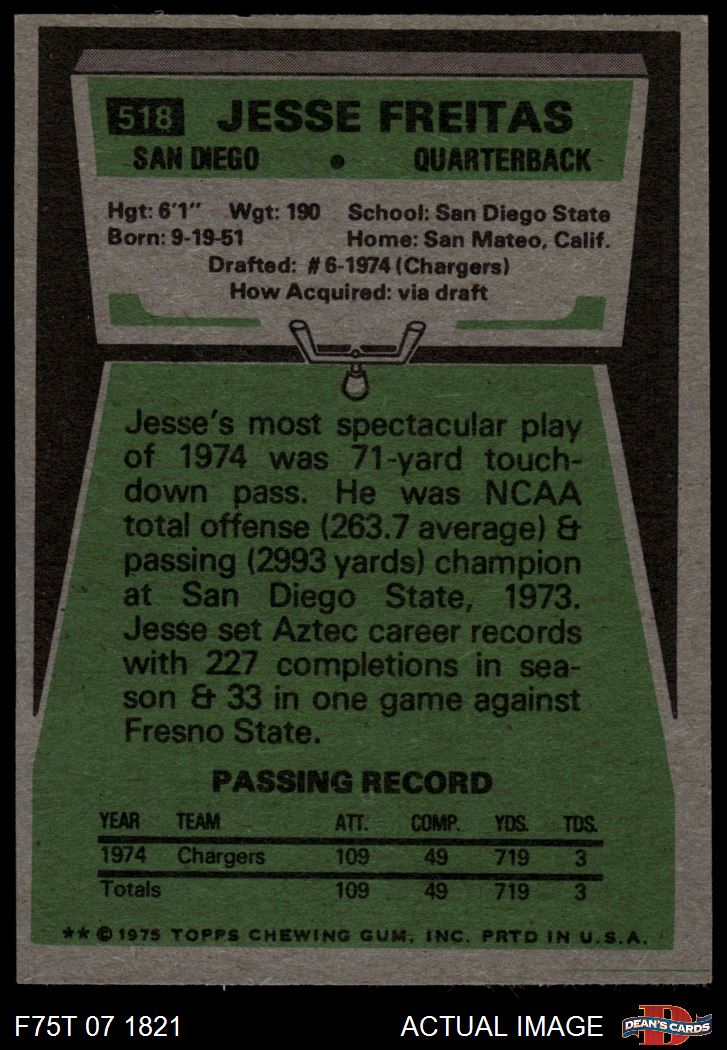 518 JESSE FREITAS
SAN DIEGO • QUARTERBACK
Hgt: 6'1" Wgt: 190 School: San Diego State
Born: 9-19-51 Home: San Mateo, Calif.
Drafted: #6-1974 (Chargers)
How Acquired: via draft
Jesse's most spectacular play
of 1974 was 71-yard touch-
down pass. He was NCAA
total offense (263.7 average) &
passing (2993 yards) champion
at San Diego State, 1973.
Jesse set Aztec career records
with 227 completions in sea-
son & 33 in one game against
Fresno State.
PASSING RECORD
YEAR TEAM ATT. COMP. YDS. TDS.
1974 Chargers 109 49 719 3
Totals 109 49 719 3
** © 1975 TOPPS CHEWING GUM, INC. PRTD IN U.S.A.
F75T 07 1821 ACTUAL IMAGE D DEAN'S CARDS